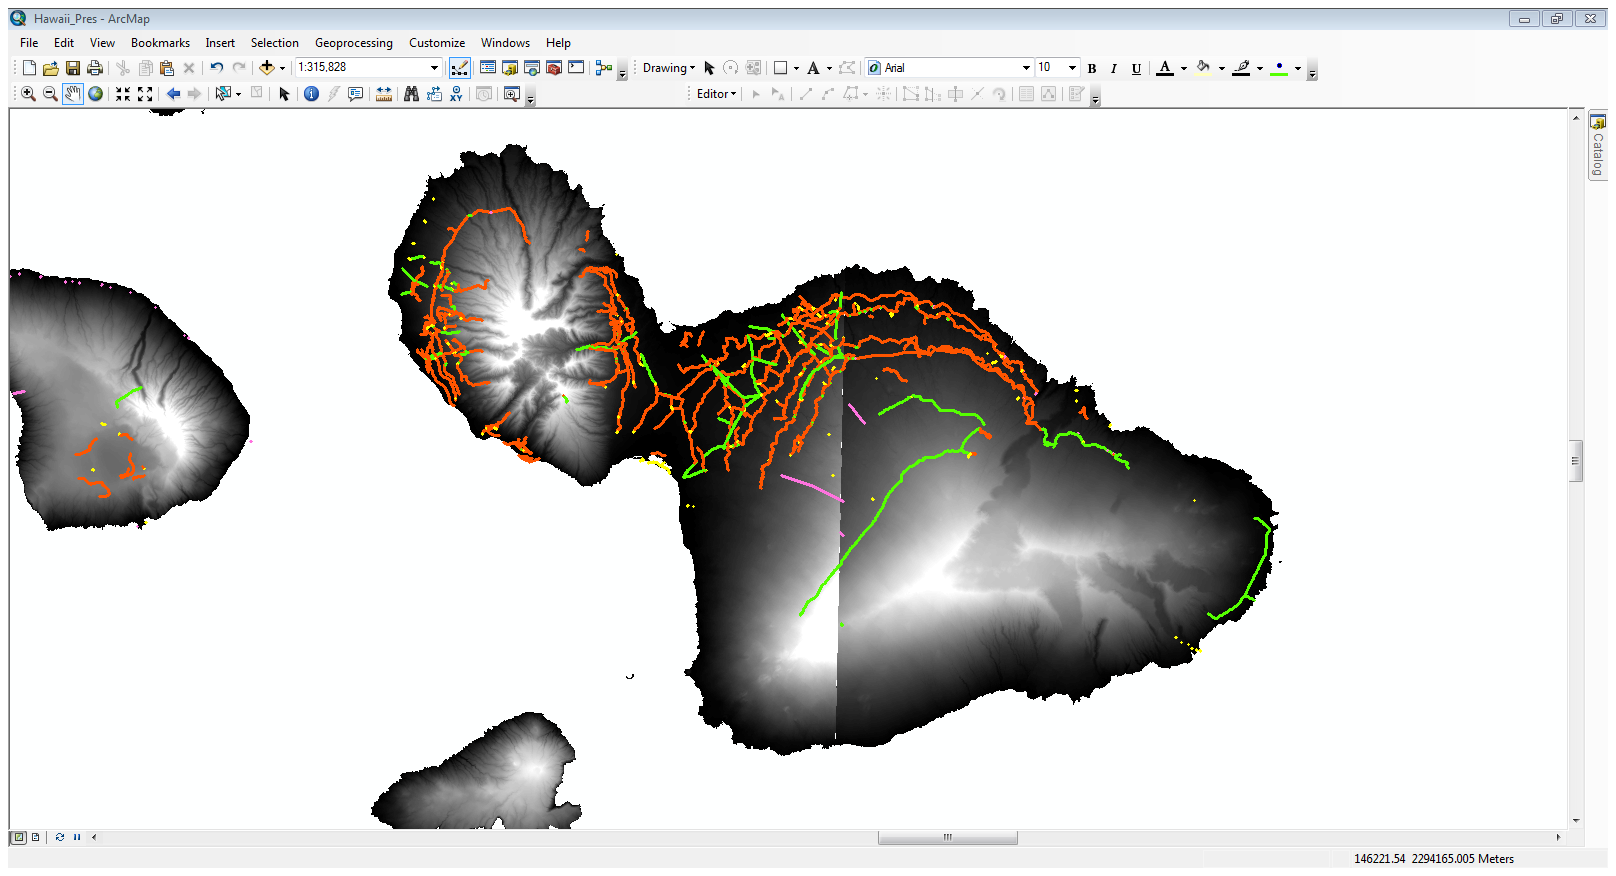 Hawaii_Pres - ArcMap
File Edit View Bookmarks Insert Selection Geoprocessing Customize Windows Help
1:315,828 Drawing A Arial 10 B I U A
Editor XY
Catalog
146221.54 2294165.005 Meters